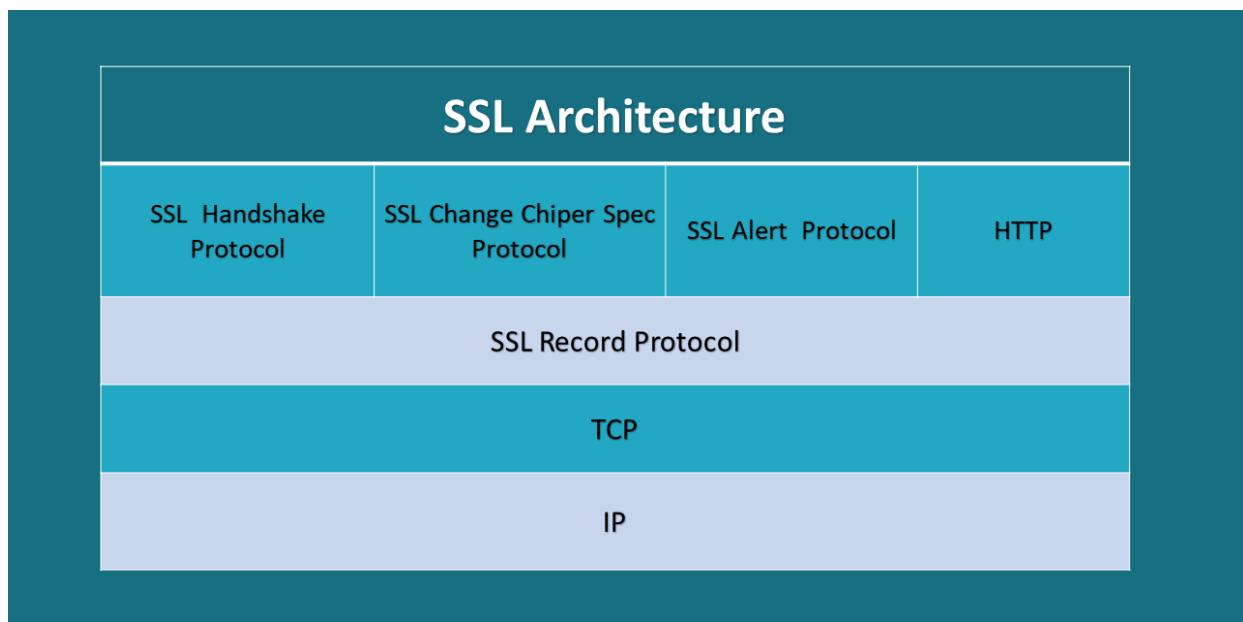 SSL Architecture
SSL Handshake
Protocol
SSL Change Chiper Spec
Protocol
SSL Alert Protocol
HTTP
SSL Record Protocol
TCP
IP